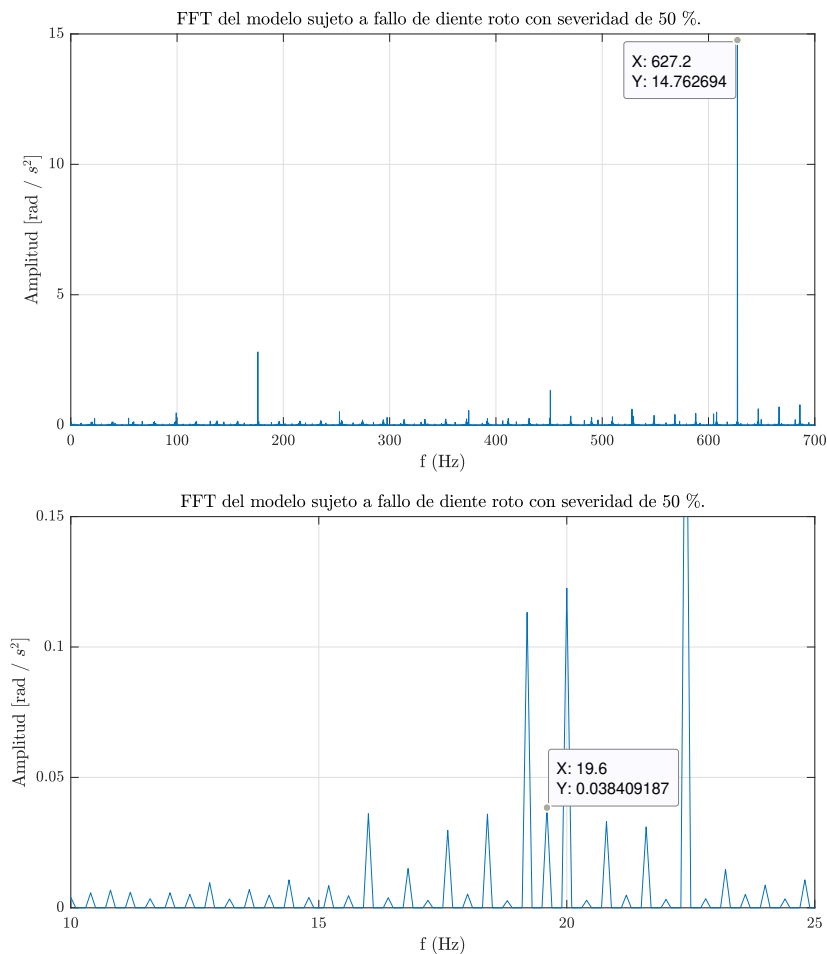 FFT del modelo sujeto a fallo de diente roto con severidad de 50 %.
15
X: 627.2
Y: 14.762694
10
Amplitud [rad / s²]
5
0
0 100 200 300 400 500 600 700
f (Hz)
FFT del modelo sujeto a fallo de diente roto con severidad de 50 %.
0.15
0.1
Amplitud [rad / s²]
X: 19.6
Y: 0.038409187
0.05
0
10 15 20 25
f (Hz)